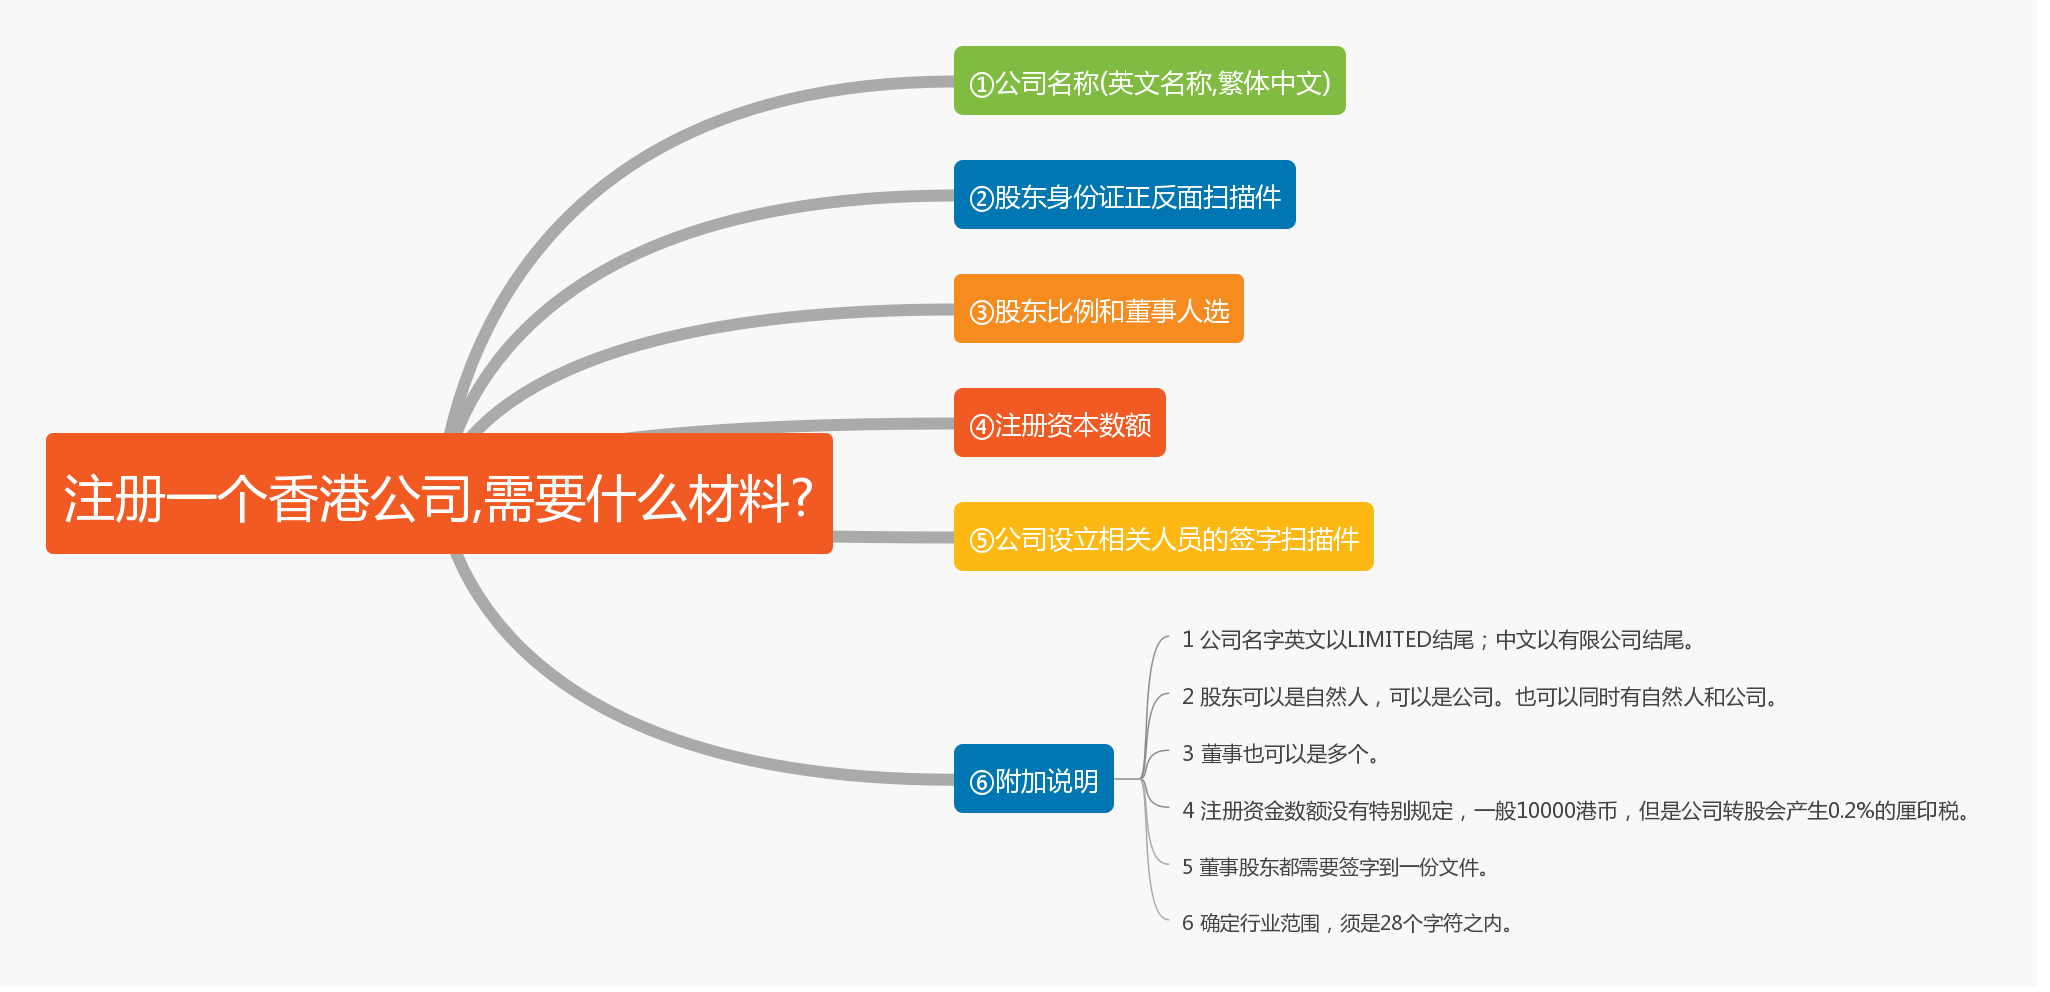 注册一个香港公司,需要什么材料?
①公司名称(英文名称,繁体中文)
②股东身份证正反面扫描件
③股东比例和董事人选
④注册资本数额
⑤公司设立相关人员的签字扫描件
⑥附加说明
1 公司名字英文以LIMITED结尾；中文以有限公司结尾。
2 股东可以是自然人，可以是公司。也可以同时有自然人和公司。
3 董事也可以是多个。
4 注册资金数额没有特别规定，一般10000港币，但是公司转股会产生0.2%的厘印税。
5 董事股东都需要签字到一份文件。
6 确定行业范围，须是28个字符之内。